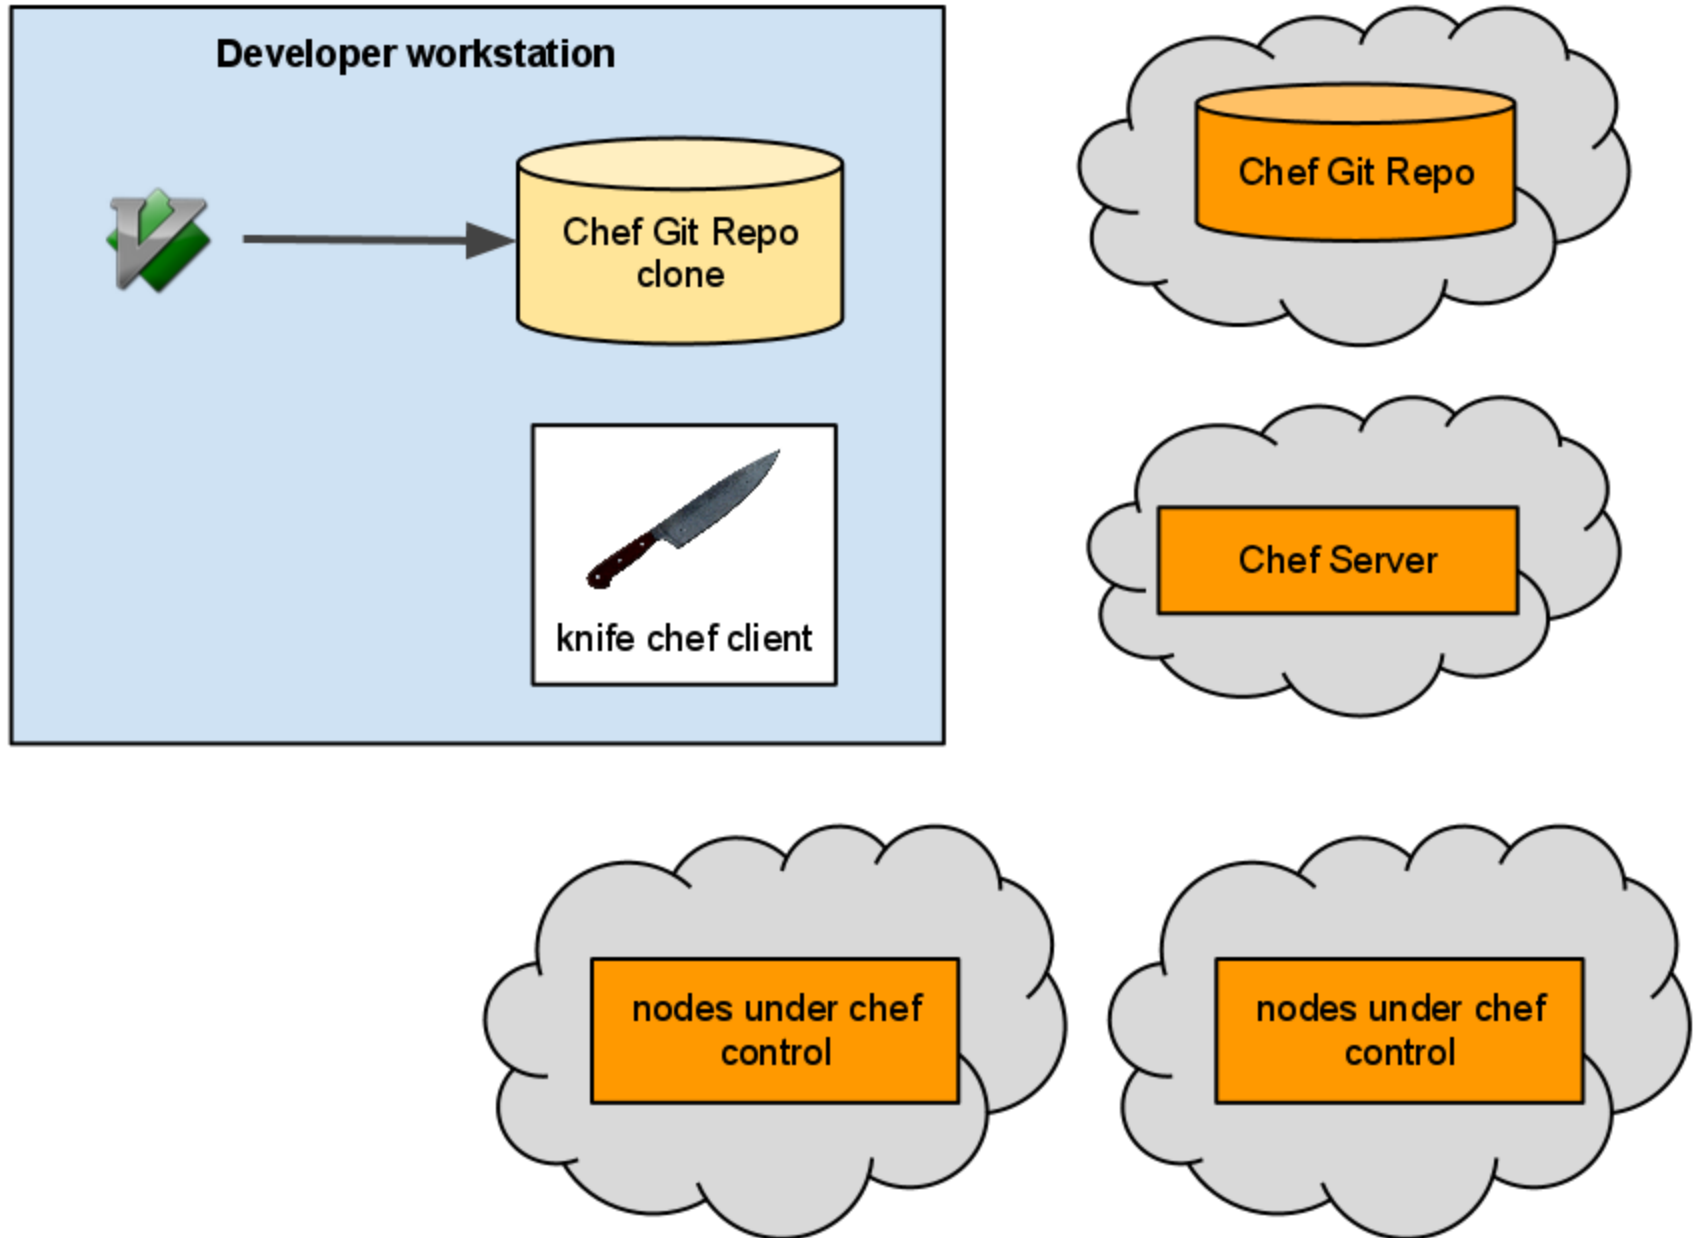 Developer workstation
Chef Git Repo
clone
knife chef client
Chef Git Repo
Chef Server
nodes under chef
control
nodes under chef
control